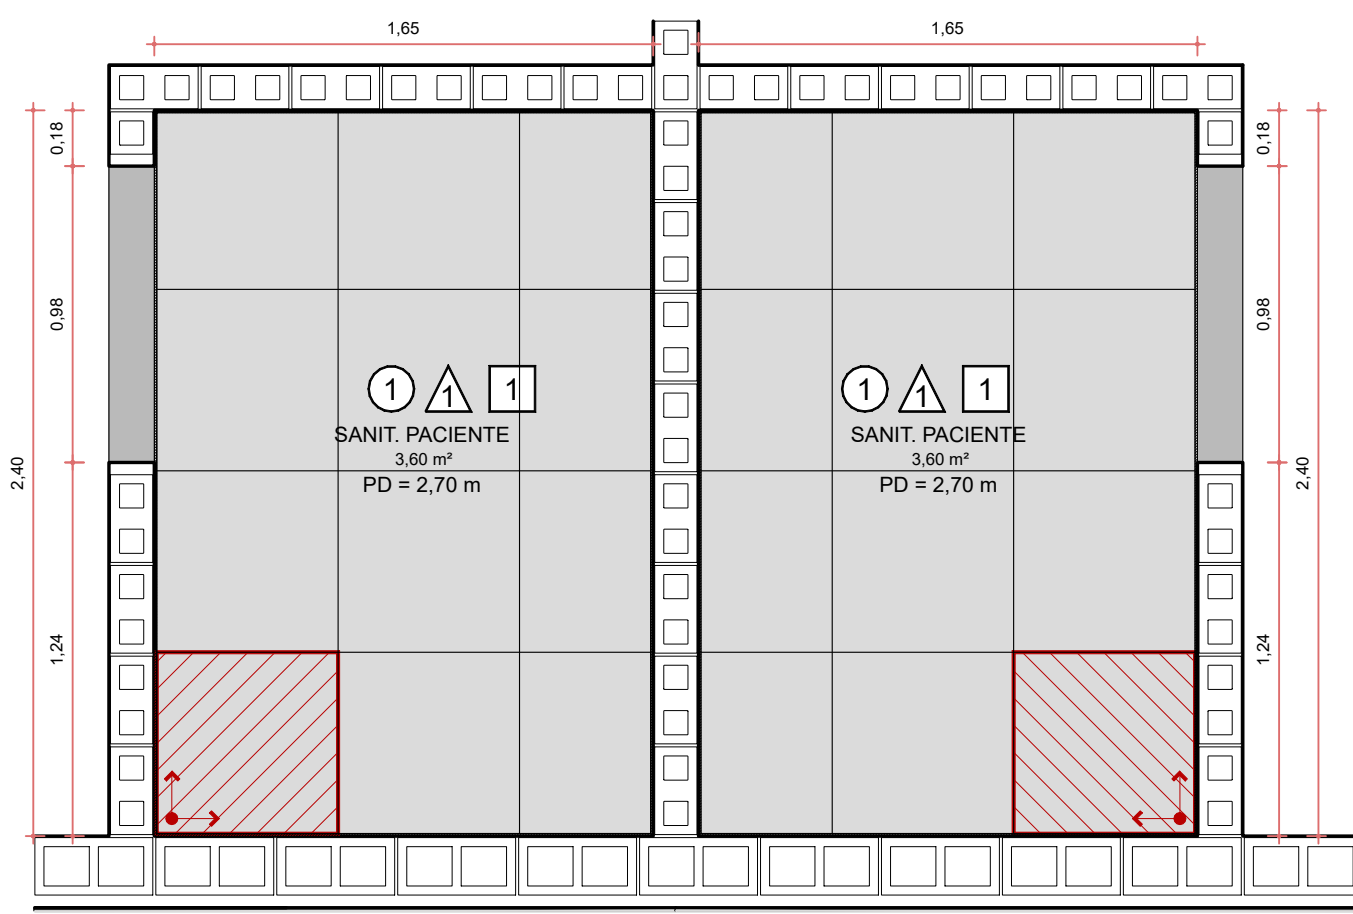 1,65
1,65
0,18
0,18
0,98
0,98
1 1 1
1 1 1
SANIT. PACIENTE
3,60 m²
PD = 2,70 m
SANIT. PACIENTE
3,60 m²
PD = 2,70 m
2,40
2,40
1,24
1,24